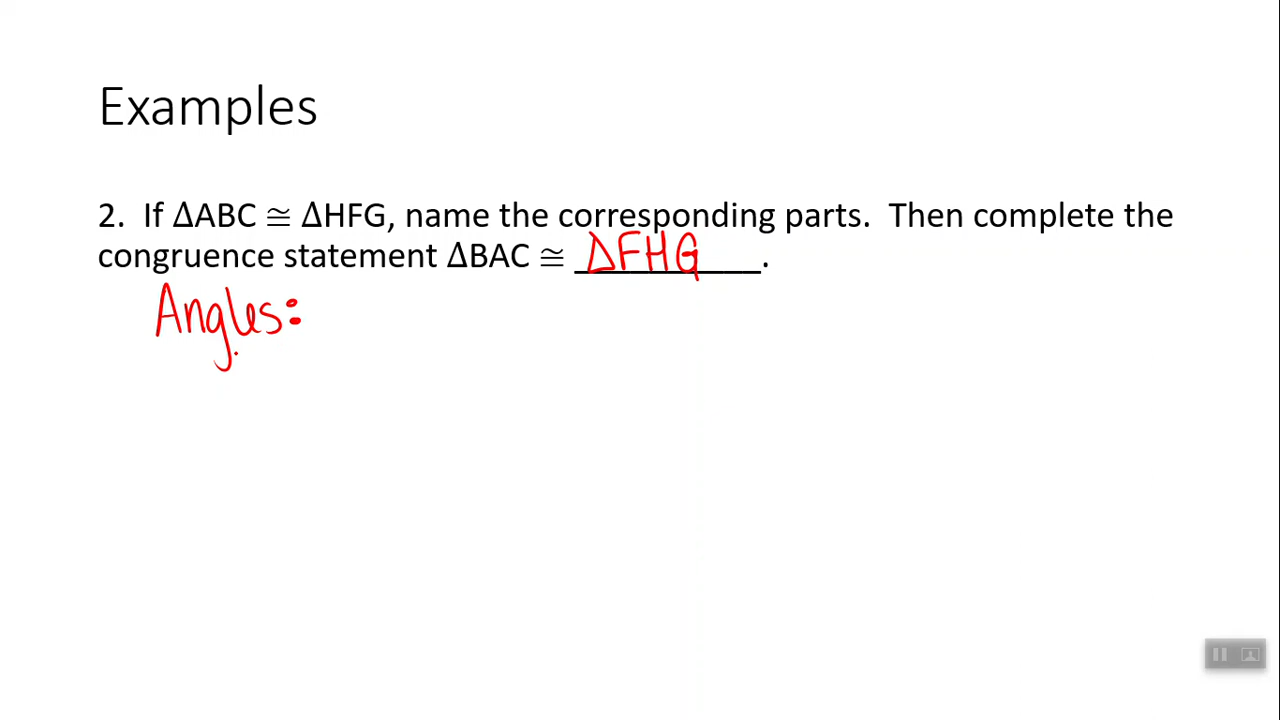 Examples
2. If ΔABC ≅ ΔHFG, name the corresponding parts. Then complete the
congruence statement ΔBAC ≅ ΔFHG.
Angles: